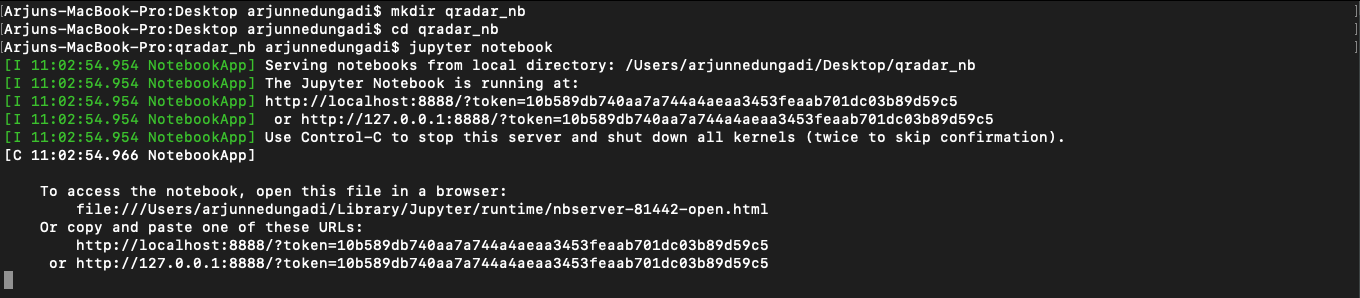 [Arjuns-MacBook-Pro:Desktop arjunnedungadi$ mkdir qradar_nb ]
[Arjuns-MacBook-Pro:Desktop arjunnedungadi$ cd qradar_nb ]
[Arjuns-MacBook-Pro:qradar_nb arjunnedungadi$ jupyter notebook ]
[I 11:02:54.954 NotebookApp] Serving notebooks from local directory: /Users/arjunnedungadi/Desktop/qradar_nb
[I 11:02:54.954 NotebookApp] The Jupyter Notebook is running at:
[I 11:02:54.954 NotebookApp] http://localhost:8888/?token=10b589db740aa7a744a4aeaa3453feaab701dc03b89d59c5
[I 11:02:54.954 NotebookApp]  or http://127.0.0.1:8888/?token=10b589db740aa7a744a4aeaa3453feaab701dc03b89d59c5
[I 11:02:54.954 NotebookApp] Use Control-C to stop this server and shut down all kernels (twice to skip confirmation).
[C 11:02:54.966 NotebookApp]
To access the notebook, open this file in a browser:
file:///Users/arjunnedungadi/Library/Jupyter/runtime/nbserver-81442-open.html
Or copy and paste one of these URLs:
http://localhost:8888/?token=10b589db740aa7a744a4aeaa3453feaab701dc03b89d59c5
or http://127.0.0.1:8888/?token=10b589db740aa7a744a4aeaa3453feaab701dc03b89d59c5